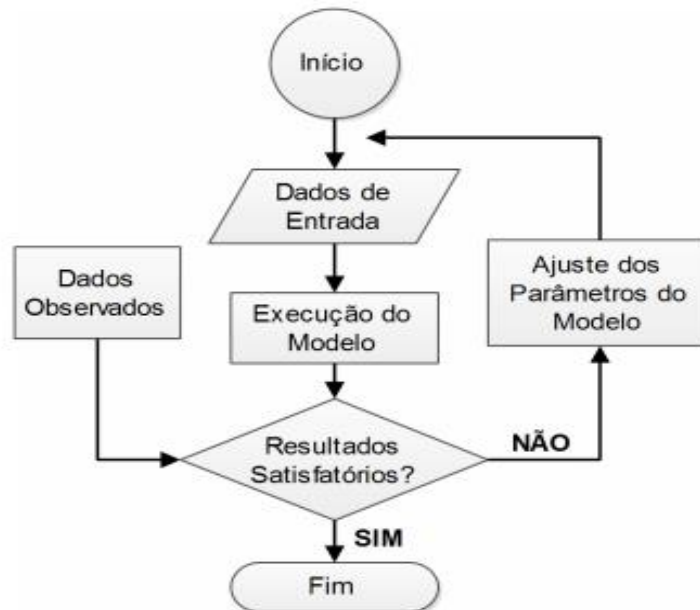 Início
Dados de
Entrada
Dados
Observados
Execução do
Modelo
Ajuste dos
Parâmetros do
Modelo
Resultados
Satisfatórios?
NÃO
SIM
Fim